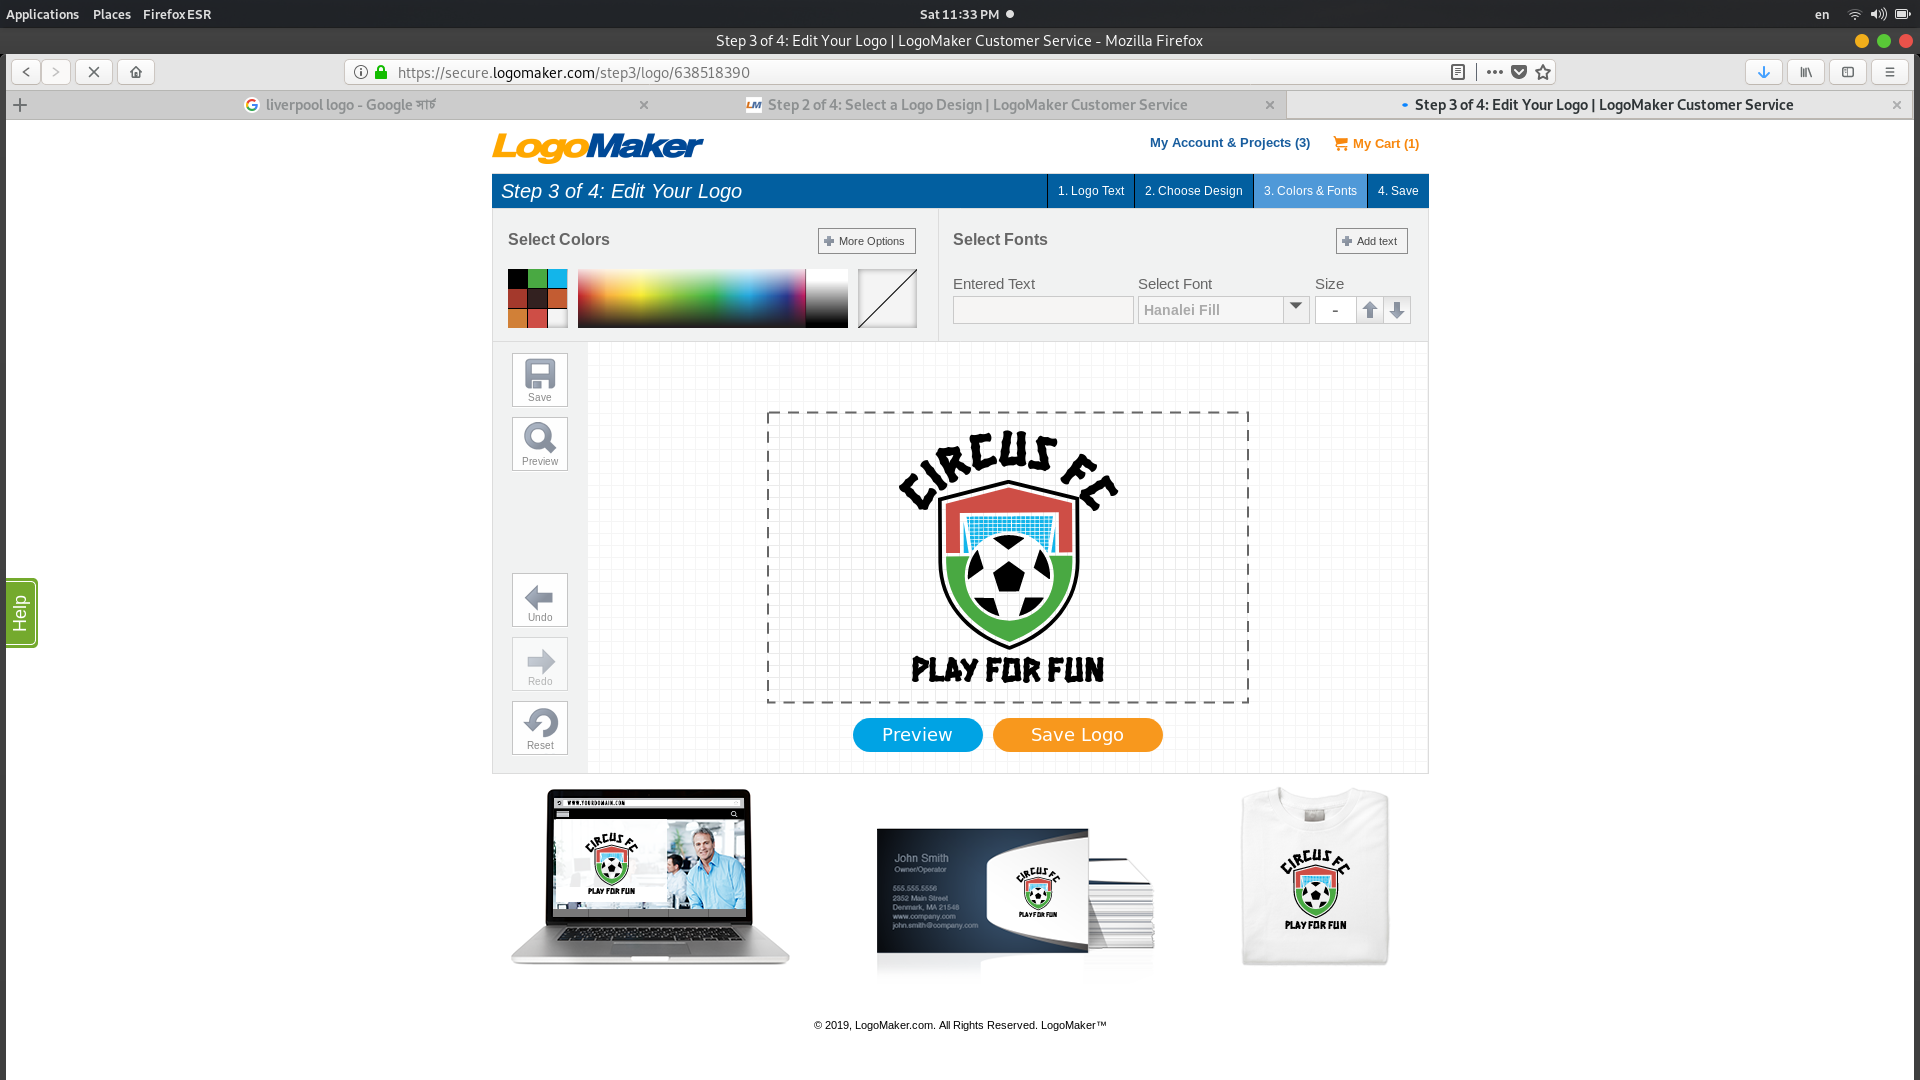 Applications Places Firefox ESR Sat 11:33 PM en
Step 3 of 4: Edit Your Logo | LogoMaker Customer Service - Mozilla Firefox
https://secure.logomaker.com/step3/logo/638518390
liverpool logo - Google সার্চ
Step 2 of 4: Select a Logo Design | LogoMaker Customer Service
Step 3 of 4: Edit Your Logo | LogoMaker Customer Service
LogoMaker
My Account & Projects (3)
My Cart (1)
Step 3 of 4: Edit Your Logo
1. Logo Text
2. Choose Design
3. Colors & Fonts
4. Save
Select Colors
More Options
Select Fonts
Add text
Entered Text
Select Font
Size
Hanalei Fill
-
Save
Preview
Undo
Redo
Reset
Help
CIRCUS FC
PLAY FOR FUN
Preview
Save Logo
WWW.YOURDOMAIN.COM
CIRCUS FC
PLAY FOR FUN
John Smith
Owner/Operator
555.555.5556
2352 Main Street
Denmark, MA 21546
www.company.com
john.smith@company.com
CIRCUS FC
PLAY FOR FUN
CIRCUS FC
PLAY FOR FUN
© 2019, LogoMaker.com. All Rights Reserved. LogoMaker™